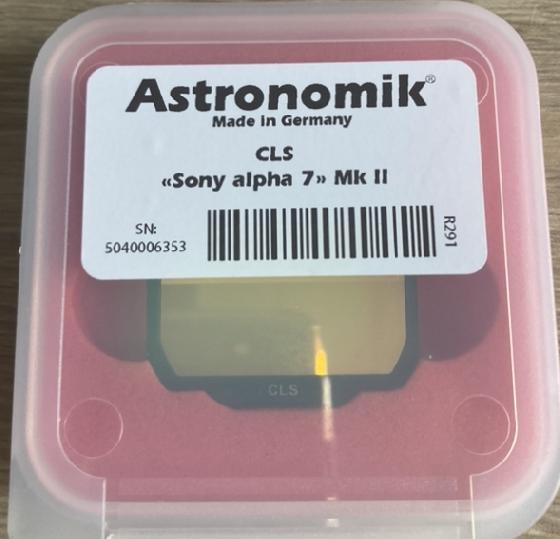 Astronomik®
Made in Germany
CLS
«Sony alpha 7» Mk II
SN:
5040006353
R291
CLS